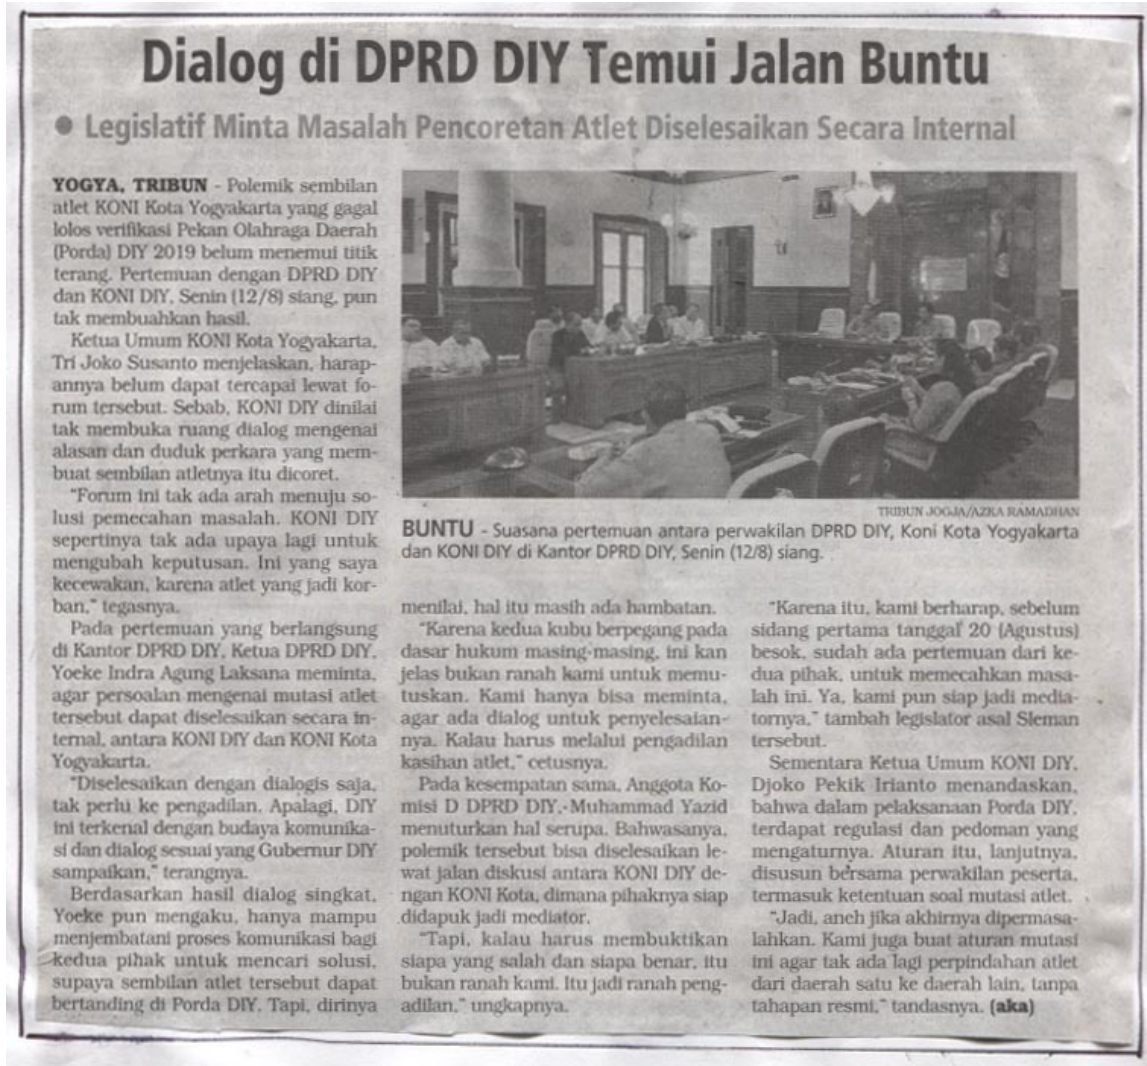 Dialog di DPRD DIY Temui Jalan Buntu
● Legislatif Minta Masalah Pencoretan Atlet Diselesaikan Secara Internal
YOGYA, TRIBUN - Polemik sembilan
atlet KONI Kota Yogyakarta yang gagal
lolos verifikasi Pekan Olahraga Daerah
(Porda) DIY 2019 belum menemui titik
terang. Pertemuan dengan DPRD DIY
dan KONI DIY, Senin (12/8) siang, pun
tak membuahkan hasil.
Ketua Umum KONI Kota Yogyakarta,
Tri Joko Susanto menjelaskan, harap-
annya belum dapat tercapai lewat fo-
rum tersebut. Sebab, KONI DIY dinilai
tak membuka ruang dialog mengenai
alasan dan duduk perkara yang mem-
buat sembilan atletnya itu dicoret.
"Forum ini tak ada arah menuju so-
lusi pemecahan masalah. KONI DIY
sepertinya tak ada upaya lagi untuk
mengubah keputusan. Ini yang saya
kecewakan, karena atlet yang jadi kor-
ban," tegasnya.
Pada pertemuan yang berlangsung
di Kantor DPRD DIY, Ketua DPRD DIY,
Yoeke Indra Agung Laksana meminta,
agar persoalan mengenai mutasi atlet
tersebut dapat diselesaikan secara in-
ternal, antara KONI DIY dan KONI Kota
Yogyakarta.
"Diselesaikan dengan dialogis saja,
tak perlu ke pengadilan. Apalagi, DIY
ini terkenal dengan budaya komunika-
si dan dialog sesuai yang Gubernur DIY
sampaikan," terangnya.
Berdasarkan hasil dialog singkat,
Yoeke pun mengaku, hanya mampu
menjembatani proses komunikasi bagi
kedua pihak untuk mencari solusi,
supaya sembilan atlet tersebut dapat
bertanding di Porda DIY. Tapi, dirinya
TRIBUN JOGJA/AZKA RAMADHAN
BUNTU - Suasana pertemuan antara perwakilan DPRD DIY, Koni Kota Yogyakarta
dan KONI DIY di Kantor DPRD DIY, Senin (12/8) siang.
menilai, hal itu masih ada hambatan.
"Karena kedua kubu berpegang pada
dasar hukum masing-masing, ini kan
jelas bukan ranah kami untuk memu-
tuskan. Kami hanya bisa meminta,
agar ada dialog untuk penyelesaian-
nya. Kalau harus melalui pengadilan
kasihan atlet," cetusnya.
Pada kesempatan sama, Anggota Ko-
misi D DPRD DIY, Muhammad Yazid
menuturkan hal serupa. Bahwasanya,
polemik tersebut bisa diselesaikan le-
wat jalan diskusi antara KONI DIY de-
ngan KONI Kota, dimana pihaknya siap
didapuk jadi mediator.
"Tapi, kalau harus membuktikan
siapa yang salah dan siapa benar, itu
bukan ranah kami. Itu jadi ranah peng-
adilan," ungkapnya.
"Karena itu, kami berharap, sebelum
sidang pertama tanggal 20 (Agustus)
besok, sudah ada pertemuan dari ke-
dua pihak, untuk memecahkan masa-
lah ini. Ya, kami pun siap jadi media-
tornya," tambah legislator asal Sleman
tersebut.
Sementara Ketua Umum KONI DIY,
Djoko Pekik Irianto menandaskan,
bahwa dalam pelaksanaan Porda DIY,
terdapat regulasi dan pedoman yang
mengaturnya. Aturan itu, lanjutnya,
disusun bersama perwakilan peserta,
termasuk ketentuan soal mutasi atlet.
"Jadi, aneh jika akhirnya dipermasa-
lahkan. Kami juga buat aturan mutasi
ini agar tak ada lagi perpindahan atlet
dari daerah satu ke daerah lain, tanpa
tahapan resmi," tandasnya. (aka)